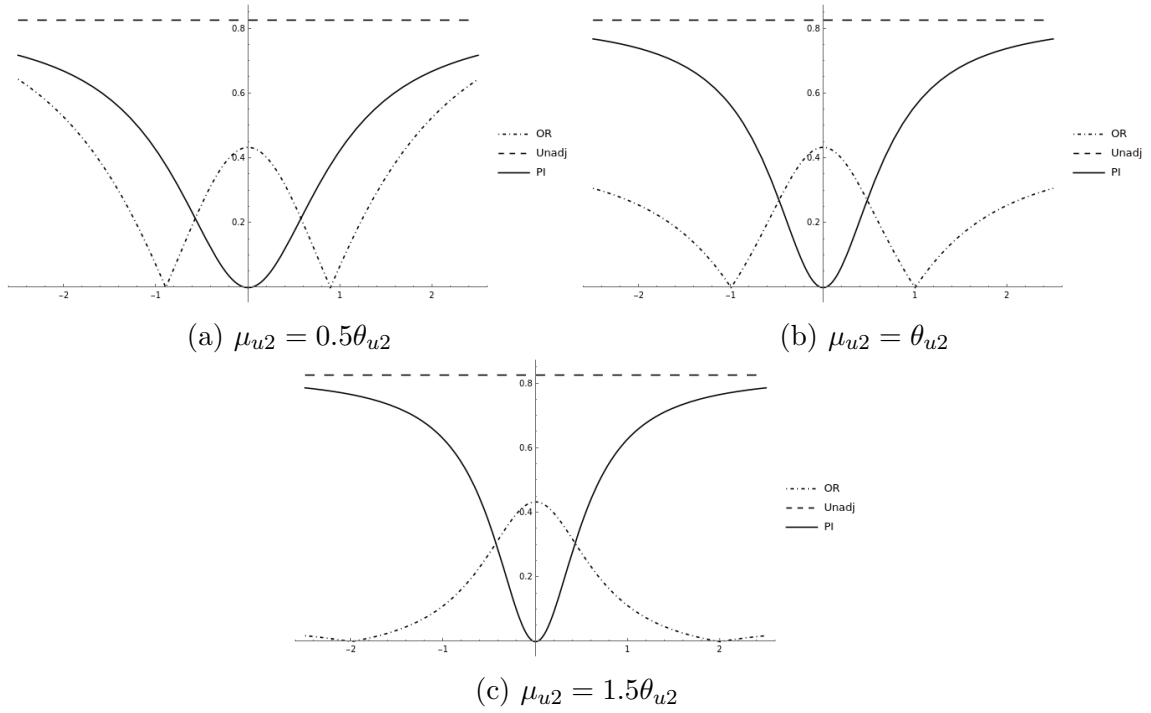 0.8
0.6
0.4
0.2
−2
−1
1
2
OR
Unadj
PI
(a) μu2 = 0.5θu2
0.8
0.6
0.4
0.2
−2
−1
1
2
OR
Unadj
PI
(b) μu2 = θu2
0.8
0.6
0.4
0.2
−2
−1
1
2
OR
Unadj
PI
(c) μu2 = 1.5θu2